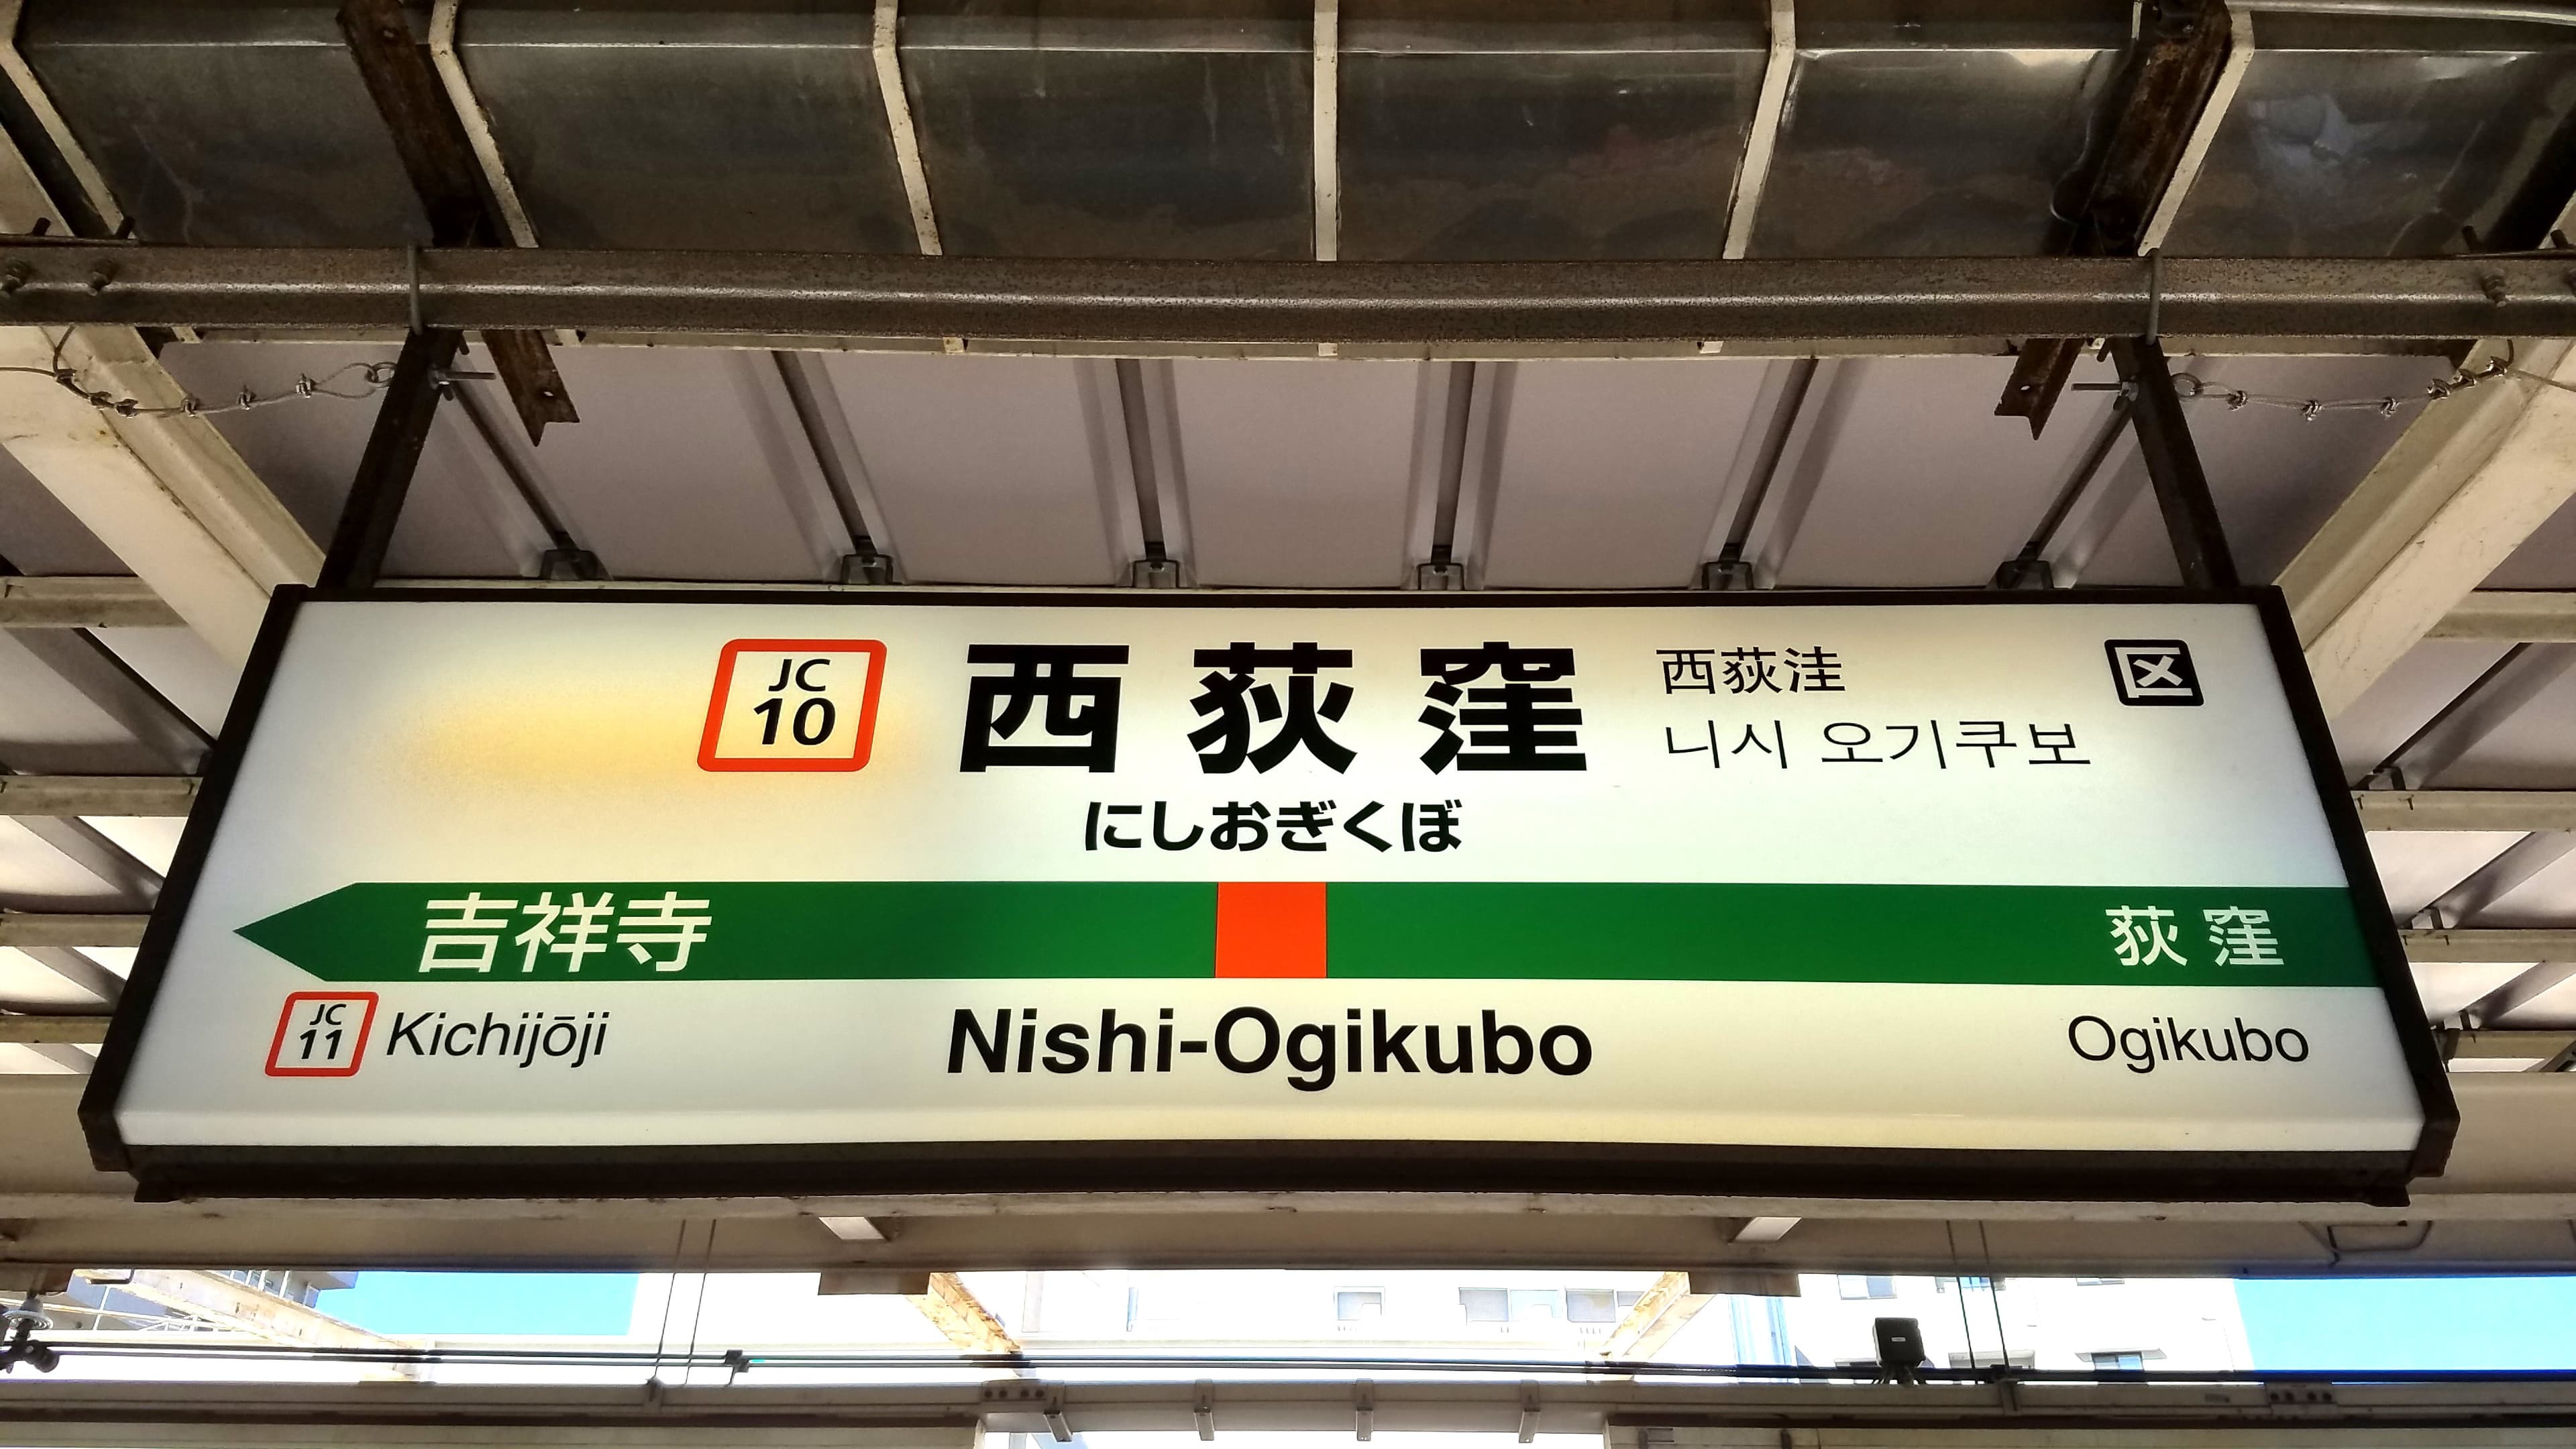 JC
10
西荻窪
西荻洼
니시 오기쿠보
区
にしおぎくぼ
吉祥寺
荻窪
JC
11
Kichijōji
Nishi-Ogikubo
Ogikubo